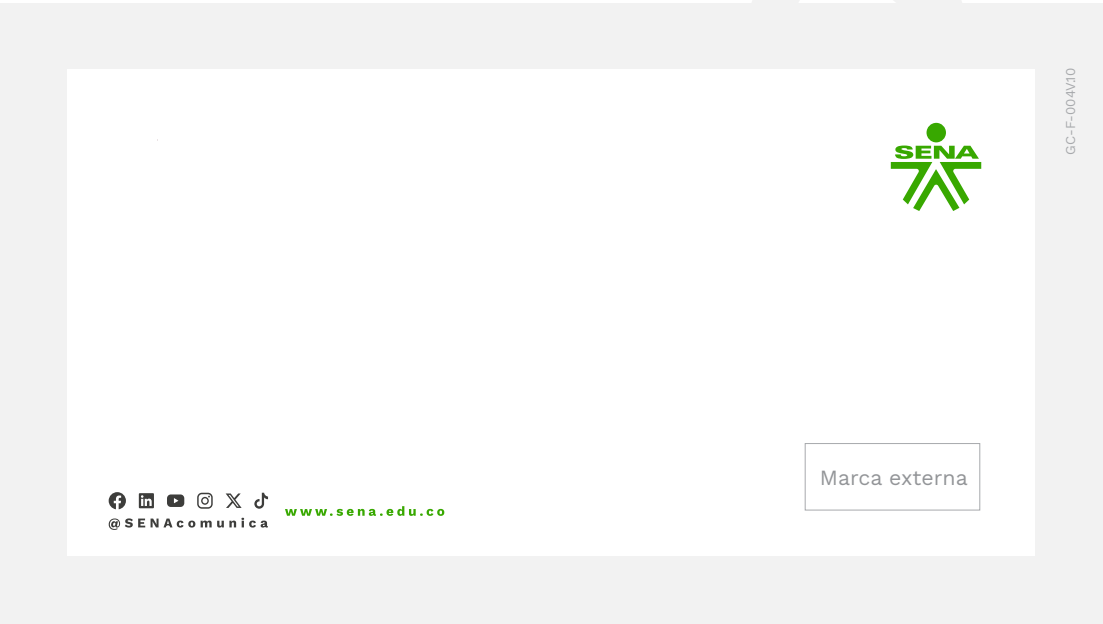 GC-F-004V.10
SENA
Marca externa
@SENAcomunica
www.sena.edu.co